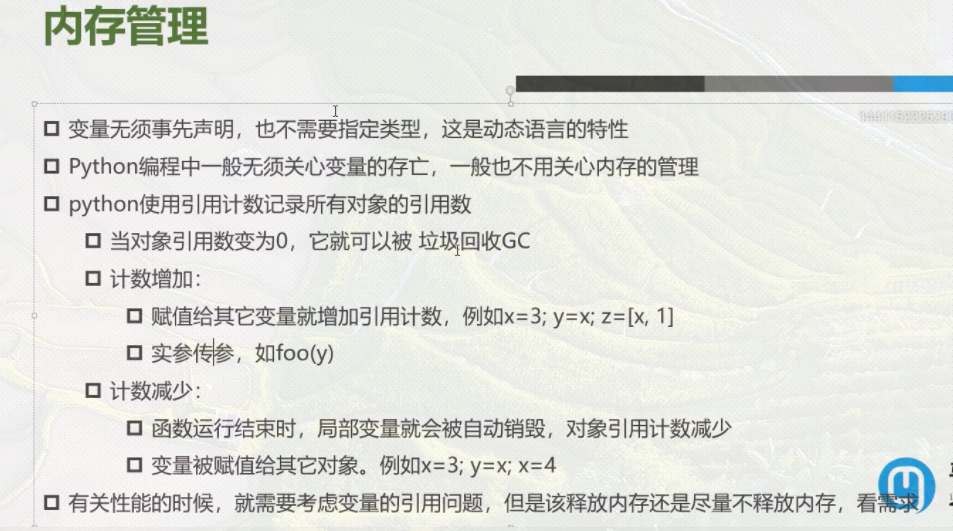 内存管理
变量无须事先声明，也不需要指定类型，这是动态语言的特性
Python编程中一般无须关心变量的存亡，一般也不用关心内存的管理
python使用引用计数记录所有对象的引用数
当对象引用数变为0，它就可以被 垃圾回收GC
计数增加：
赋值给其它变量就增加引用计数，例如x=3; y=x; z=[x, 1]
实参传参，如foo(y)
计数减少：
函数运行结束时，局部变量就会被自动销毁，对象引用计数减少
变量被赋值给其它对象。例如x=3; y=x; x=4
有关性能的时候，就需要考虑变量的引用问题，但是该释放内存还是尽量不释放内存，看需求